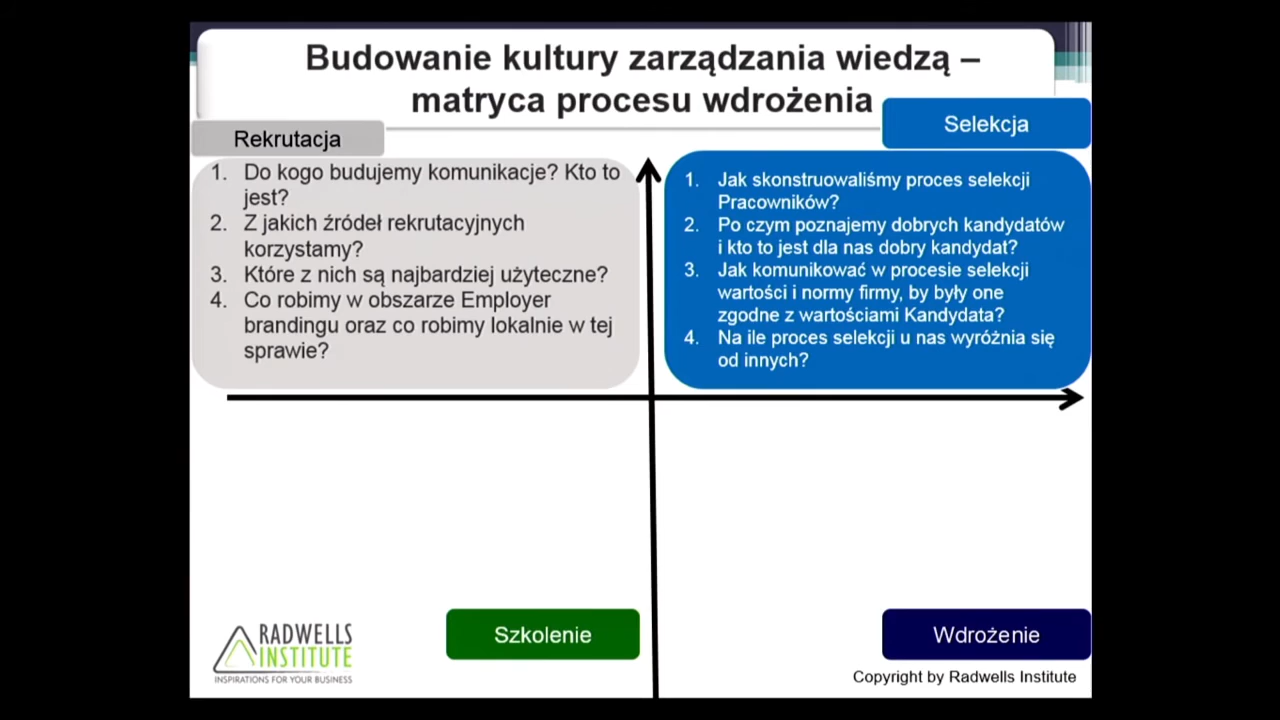 Budowanie kultury zarządzania wiedzą –
matryca procesu wdrożenia
Rekrutacja
1. Do kogo budujemy komunikacje? Kto to
jest?
2. Z jakich źródeł rekrutacyjnych
korzystamy?
3. Które z nich są najbardziej użyteczne?
4. Co robimy w obszarze Employer
brandingu oraz co robimy lokalnie w tej
sprawie?
Selekcja
1. Jak skonstruowaliśmy proces selekcji
Pracowników?
2. Po czym poznajemy dobrych kandydatów
i kto to jest dla nas dobry kandydat?
3. Jak komunikować w procesie selekcji
wartości i normy firmy, by były one
zgodne z wartościami Kandydata?
4. Na ile proces selekcji u nas wyróżnia się
od innych?
Szkolenie
Wdrożenie
RADWELLS
INSTITUTE
INSPIRATIONS FOR YOUR BUSINESS
Copyright by Radwells Institute